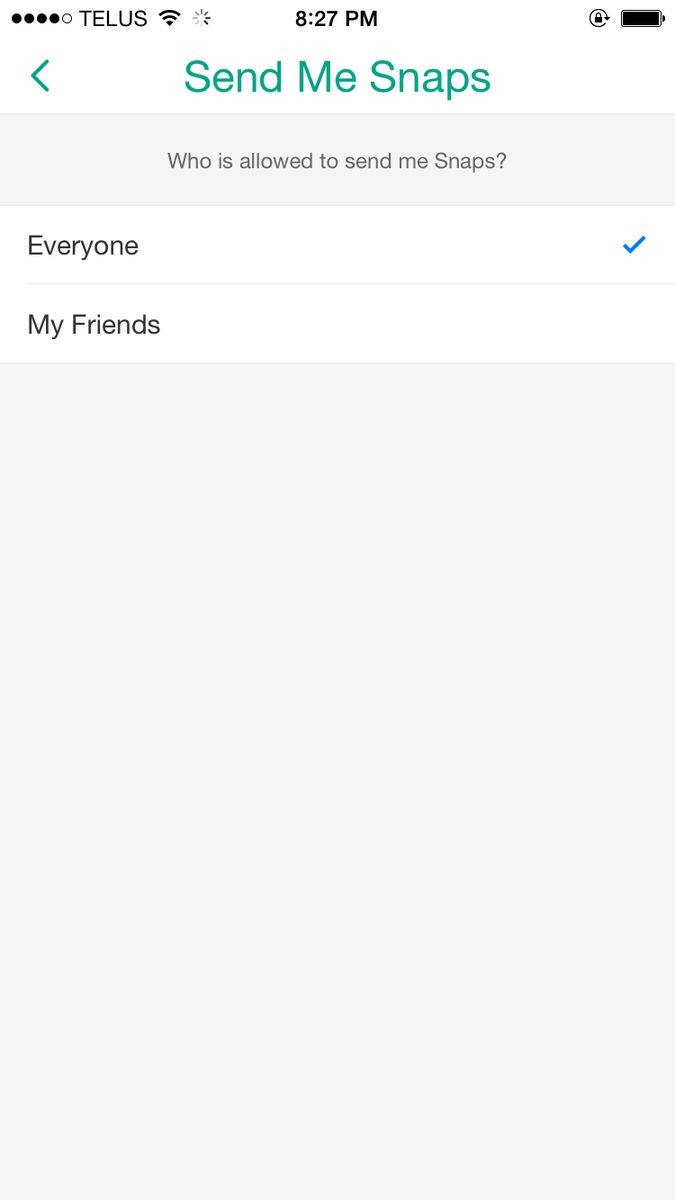 TELUS 8:27 PM
Send Me Snaps
Who is allowed to send me Snaps?
Everyone
My Friends